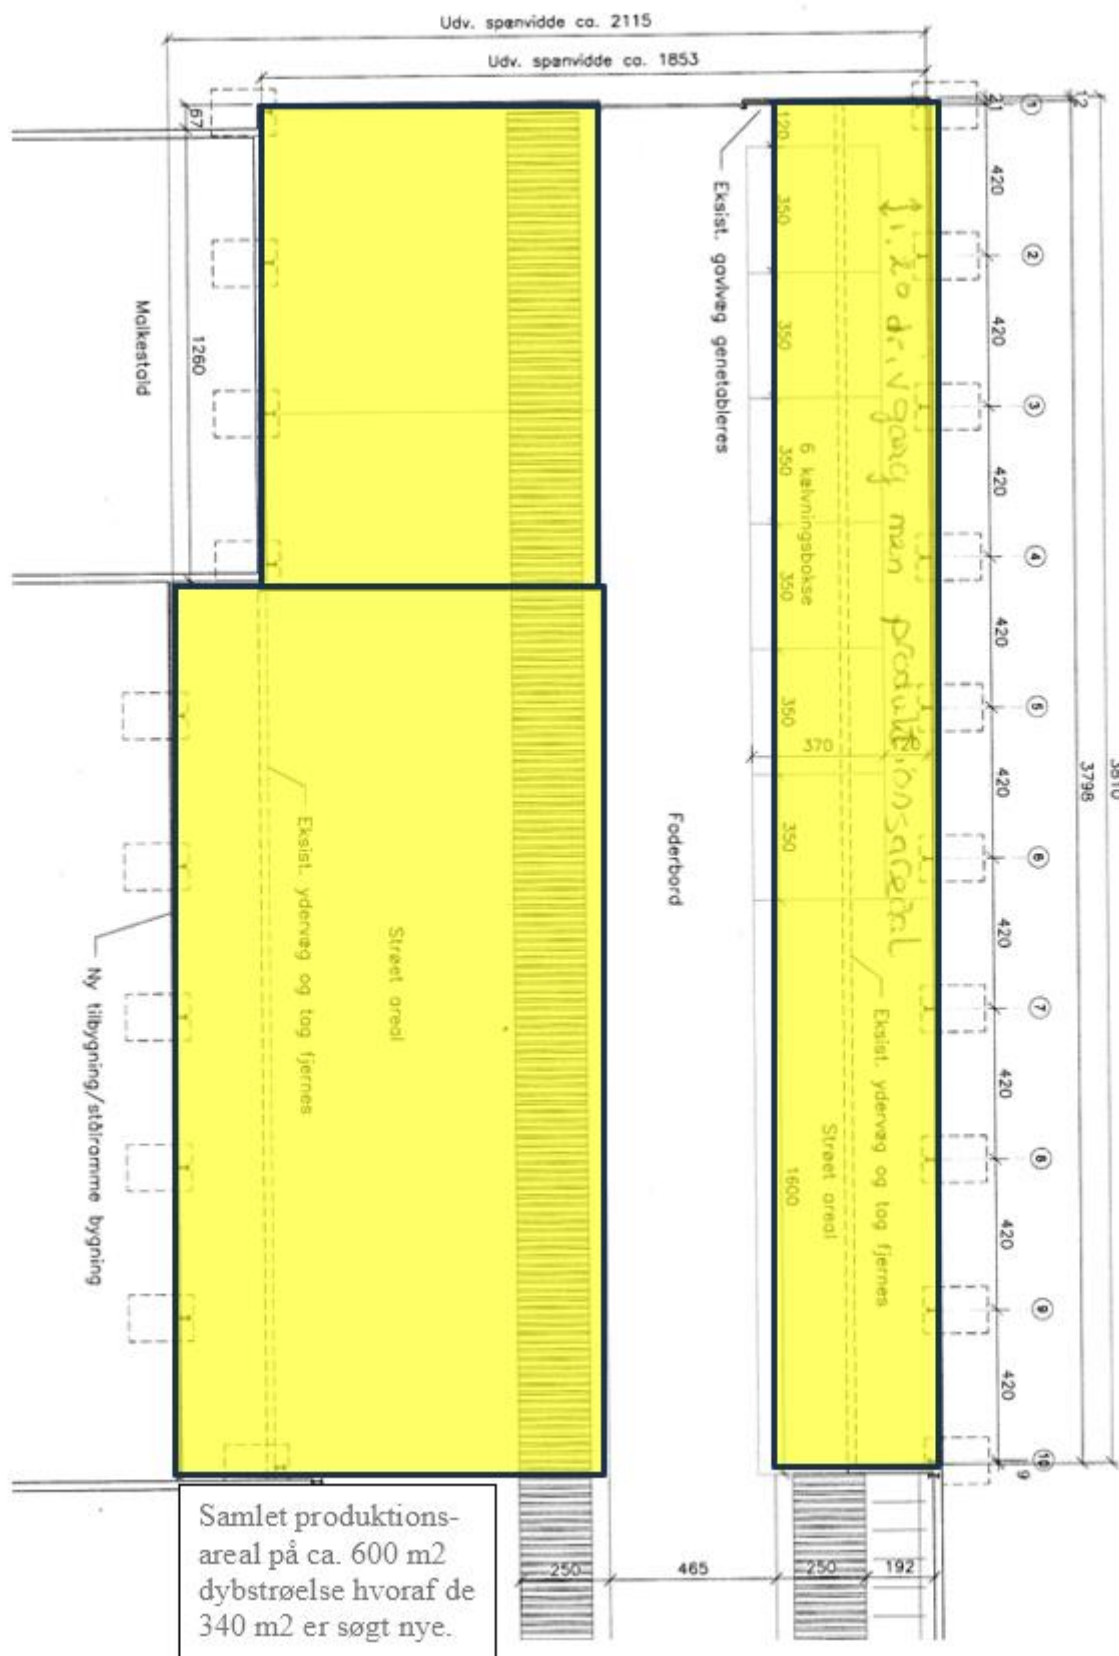 Udv. spænvidde ca. 2115
Udv. spænvidde ca. 1853
67
1260
Malkestald
Eksist. gavlvæg genetableres
120
350
350
350
350
350
350
1600
6 kælvningsbokse
1.20 drivgang men produktionsareal
370
120
21
12
1
2
3
4
5
6
7
8
9
10
420
420
420
420
420
420
420
420
420
9
3798
3810
Foderbord
Eksist. ydervæg og tag fjernes
Strøet areal
Eksist. ydervæg og tag fjernes
Strøet areal
Ny tilbygning/stålramme bygning
250
465
250
192
Samlet produktions-
areal på ca. 600 m2
dybstrøelse hvoraf de
340 m2 er søgt nye.